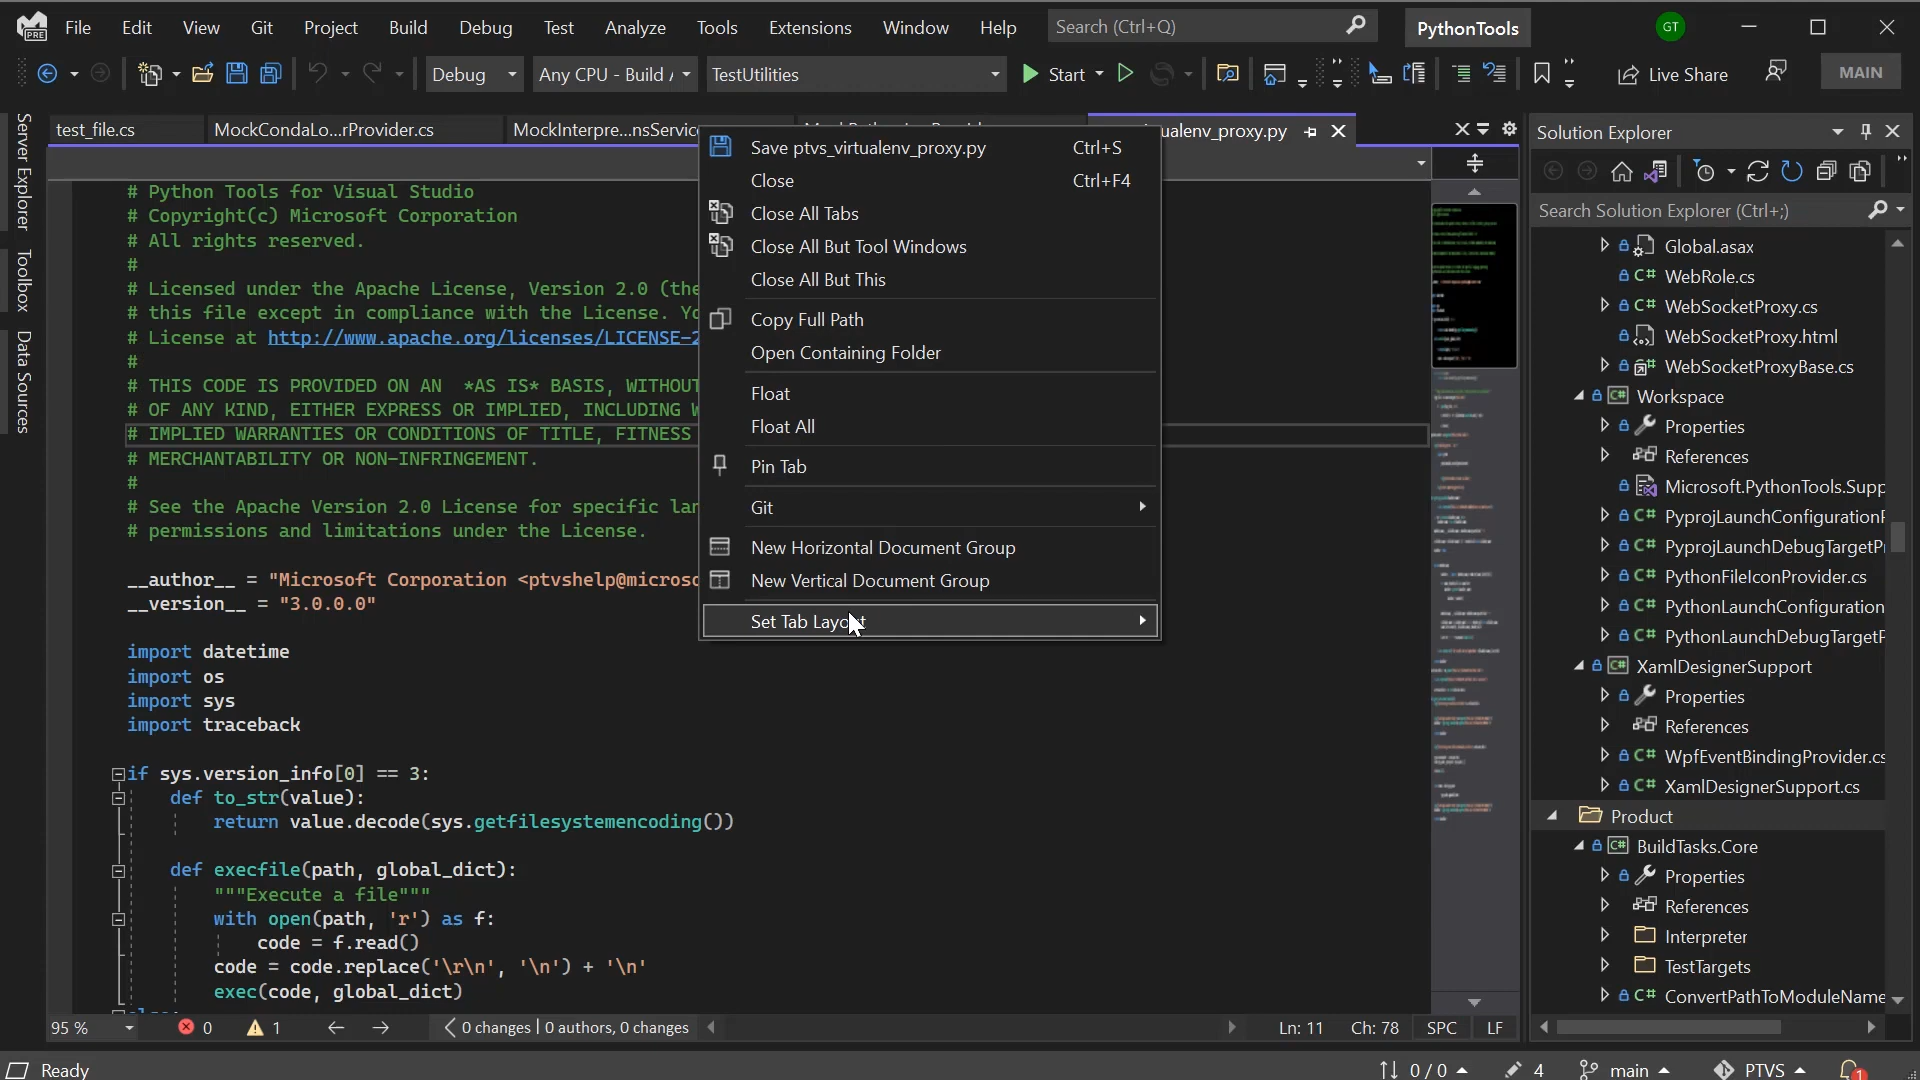 PRE File Edit View Git Project Build Debug Test Analyze Tools Extensions Window Help Search (Ctrl+Q) PythonTools GT
Debug Any CPU - Build TestUtilities Start Live Share MAIN
Server Explorer
Toolbox
Data Sources
test_file.cs MockCondaLo...rProvider.cs MockInterpre...nsServic ualenv_proxy.py
Save ptvs_virtualenv_proxy.py Ctrl+S
Close Ctrl+F4
Close All Tabs
Close All But Tool Windows
Close All But This
Copy Full Path
Open Containing Folder
Float
Float All
Pin Tab
Git
New Horizontal Document Group
New Vertical Document Group
Set Tab Layout
# Python Tools for Visual Studio
# Copyright(c) Microsoft Corporation
# All rights reserved.
#
# Licensed under the Apache License, Version 2.0 (the
# this file except in compliance with the License. Yo
# License at http://www.apache.org/licenses/LICENSE-2
#
# THIS CODE IS PROVIDED ON AN *AS IS* BASIS, WITHOUT
# OF ANY KIND, EITHER EXPRESS OR IMPLIED, INCLUDING W
# IMPLIED WARRANTIES OR CONDITIONS OF TITLE, FITNESS
# MERCHANTABILITY OR NON-INFRINGEMENT.
#
# See the Apache Version 2.0 License for specific lan
# permissions and limitations under the License.
__author__ = "Microsoft Corporation <ptvshelp@microso
__version__ = "3.0.0.0"
import datetime
import os
import sys
import traceback
if sys.version_info[0] == 3:
def to_str(value):
return value.decode(sys.getfilesystemencoding())
def execfile(path, global_dict):
"""Execute a file"""
with open(path, 'r') as f:
code = f.read()
code = code.replace('\r\n', '\n') + '\n'
exec(code, global_dict)
95 % 0 1 0 changes | 0 authors, 0 changes Ln: 11 Ch: 78 SPC LF
Solution Explorer
Search Solution Explorer (Ctrl+;)
Global.asax
C# WebRole.cs
C# WebSocketProxy.cs
WebSocketProxy.html
WebSocketProxyBase.cs
C# Workspace
Properties
References
Microsoft.PythonTools.Supp
C# PyprojLaunchConfigurationP
C# PyprojLaunchDebugTargetPr
C# PythonFileIconProvider.cs
C# PythonLaunchConfiguration
C# PythonLaunchDebugTargetP
C# XamlDesignerSupport
Properties
References
C# WpfEventBindingProvider.cs
C# XamlDesignerSupport.cs
Product
C# BuildTasks.Core
Properties
References
Interpreter
TestTargets
C# ConvertPathToModuleName
Ready 0 / 0 4 main PTVS 1